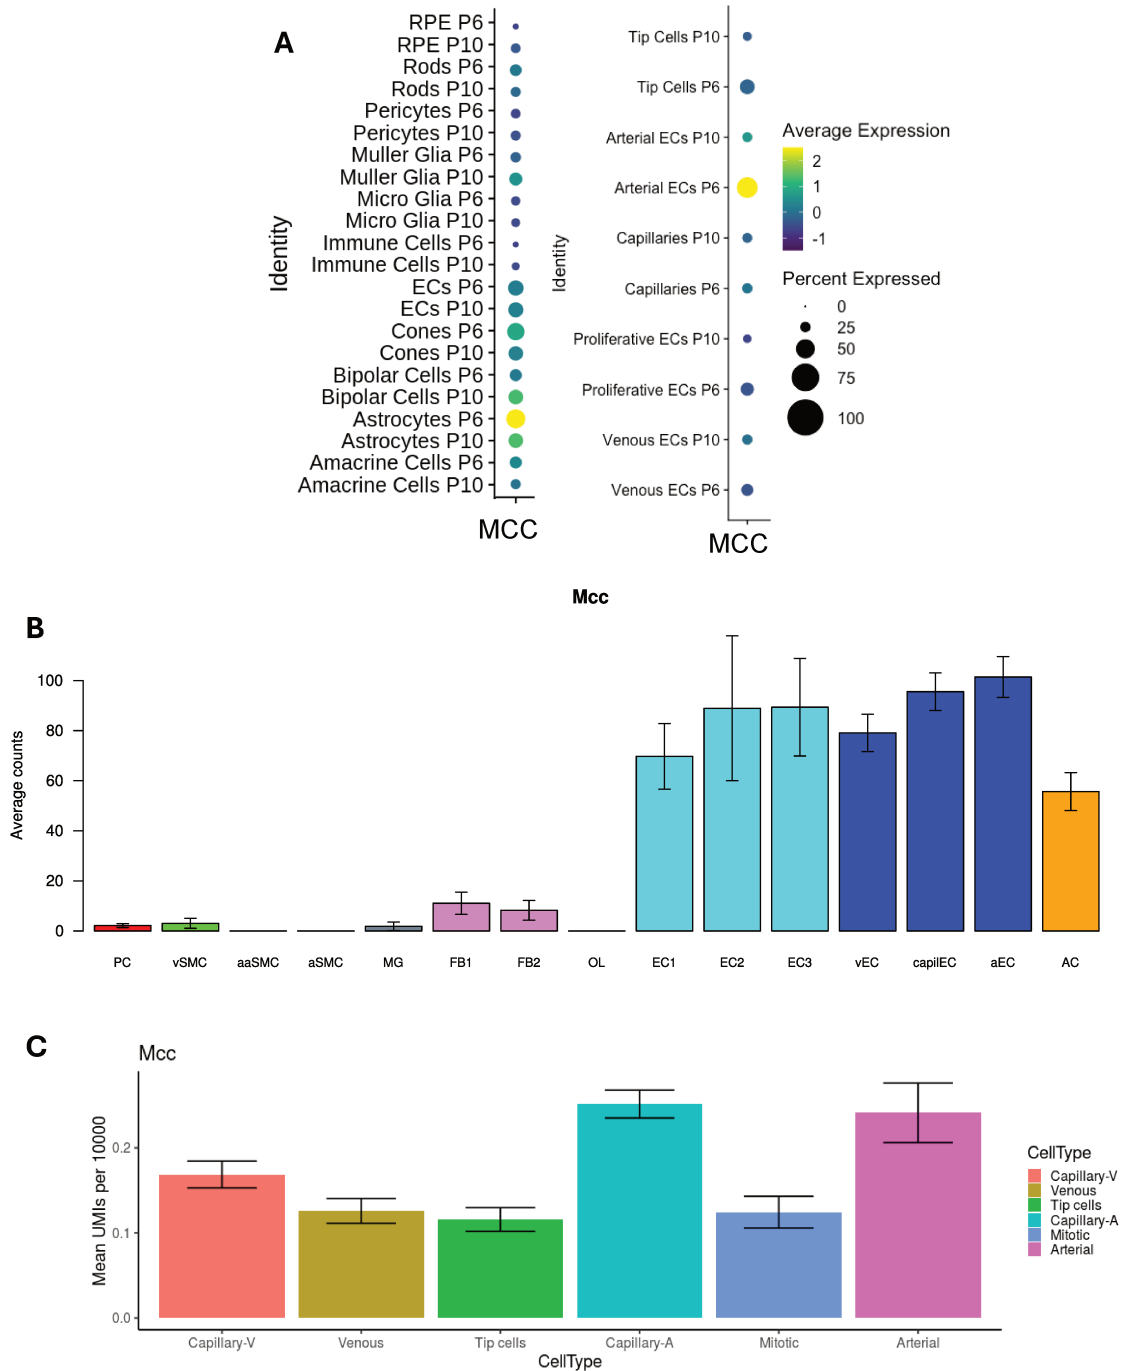 A
RPE P6
RPE P10
Rods P6
Rods P10
Pericytes P6
Pericytes P10
Muller Glia P6
Muller Glia P10
Micro Glia P6
Micro Glia P10
Immune Cells P6
Immune Cells P10
ECs P6
ECs P10
Cones P6
Cones P10
Bipolar Cells P6
Bipolar Cells P10
Astrocytes P6
Astrocytes P10
Amacrine Cells P6
Amacrine Cells P10
Identity
MCC
Tip Cells P10
Tip Cells P6
Arterial ECs P10
Arterial ECs P6
Capillaries P10
Capillaries P6
Proliferative ECs P10
Proliferative ECs P6
Venous ECs P10
Venous ECs P6
Identity
MCC
Average Expression
2
1
0
-1
Percent Expressed
0
25
50
75
100
B
Mcc
Average counts
100
80
60
40
20
0
PC vSMC aaSMC aSMC MG FB1 FB2 OL EC1 EC2 EC3 vEC capilEC aEC AC
C
Mcc
Mean UMIs per 10000
0.2
0.1
0.0
Capillary-V Venous Tip cells Capillary-A Mitotic Arterial
CellType
CellType
Capillary-V
Venous
Tip cells
Capillary-A
Mitotic
Arterial